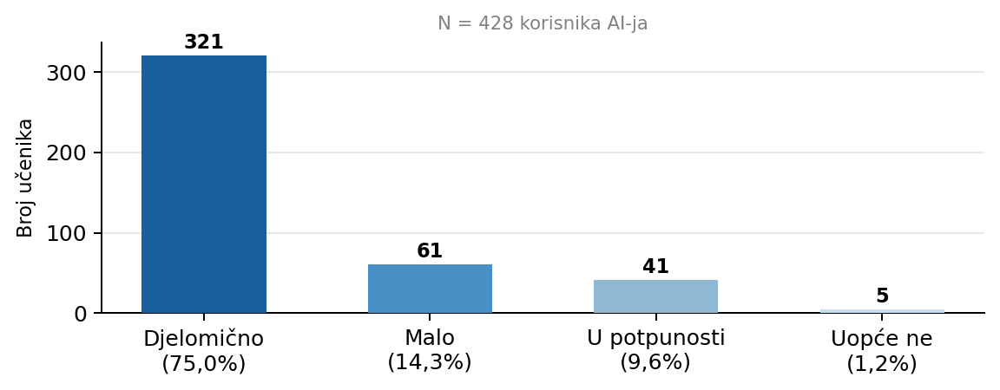 N = 428 korisnika AI-ja
Broj učenika
300
200
100
0
321
61
41
5
Djelomično
(75,0%)
Malo
(14,3%)
U potpunosti
(9,6%)
Uopće ne
(1,2%)